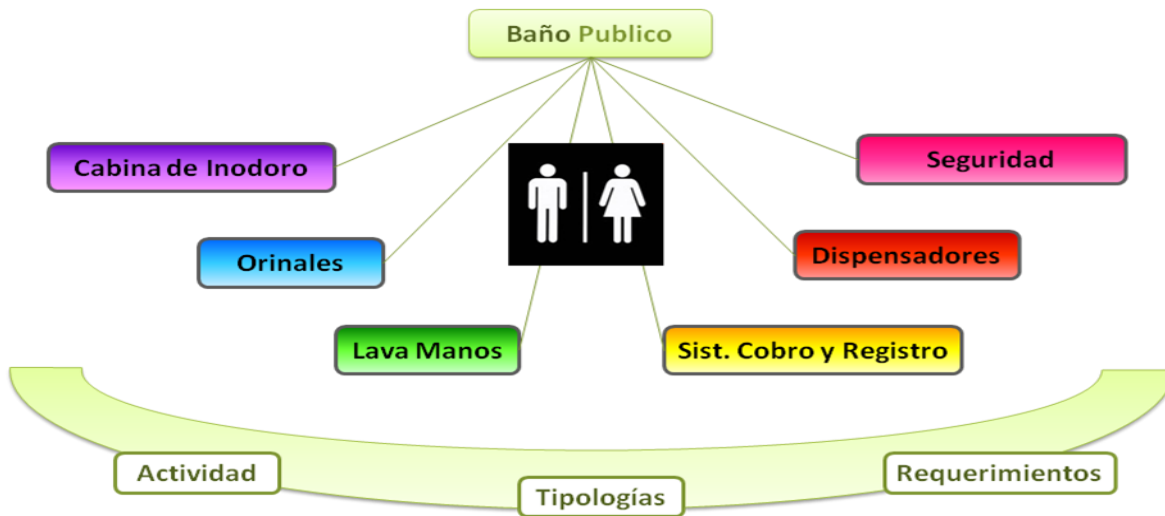 Baño Publico
Cabina de Inodoro
Seguridad
Orinales
Dispensadores
Lava Manos
Sist. Cobro y Registro
Actividad
Tipologías
Requerimientos